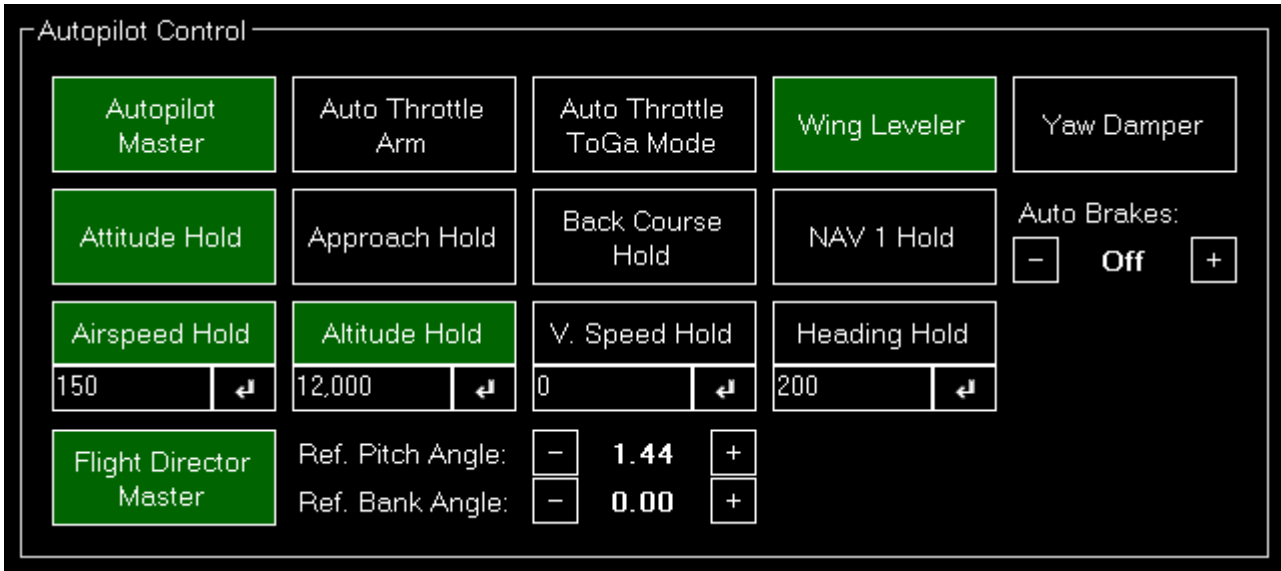 Autopilot Control
Autopilot
Master
Auto Throttle
Arm
Auto Throttle
ToGa Mode
Wing Leveler
Yaw Damper
Attitude Hold
Approach Hold
Back Course
Hold
NAV 1 Hold
Auto Brakes:
- Off +
Airspeed Hold
150
Altitude Hold
12,000
V. Speed Hold
0
Heading Hold
200
Flight Director
Master
Ref. Pitch Angle: - 1.44 +
Ref. Bank Angle: - 0.00 +